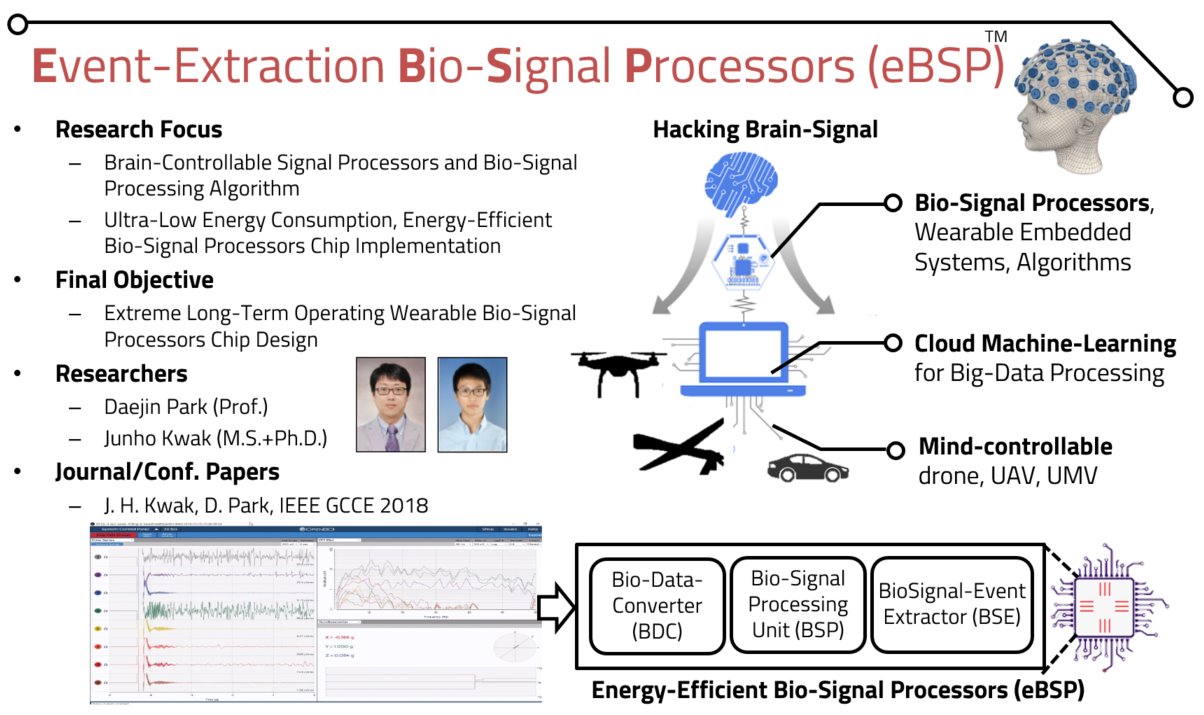 Event-Extraction Bio-Signal Processors (eBSP)™
• Research Focus
– Brain-Controllable Signal Processors and Bio-Signal
Processing Algorithm
– Ultra-Low Energy Consumption, Energy-Efficient
Bio-Signal Processors Chip Implementation
• Final Objective
– Extreme Long-Term Operating Wearable Bio-Signal
Processors Chip Design
• Researchers
– Daejin Park (Prof.)
– Junho Kwak (M.S.+Ph.D.)
• Journal/Conf. Papers
– J. H. Kwak, D. Park, IEEE GCCE 2018
Hacking Brain-Signal
Bio-Signal Processors,
Wearable Embedded
Systems, Algorithms
Cloud Machine-Learning
for Big-Data Processing
Mind-controllable
drone, UAV, UMV
Bio-Data-
Converter
(BDC)
Bio-Signal
Processing
Unit (BSP)
BioSignal-Event
Extractor (BSE)
Energy-Efficient Bio-Signal Processors (eBSP)